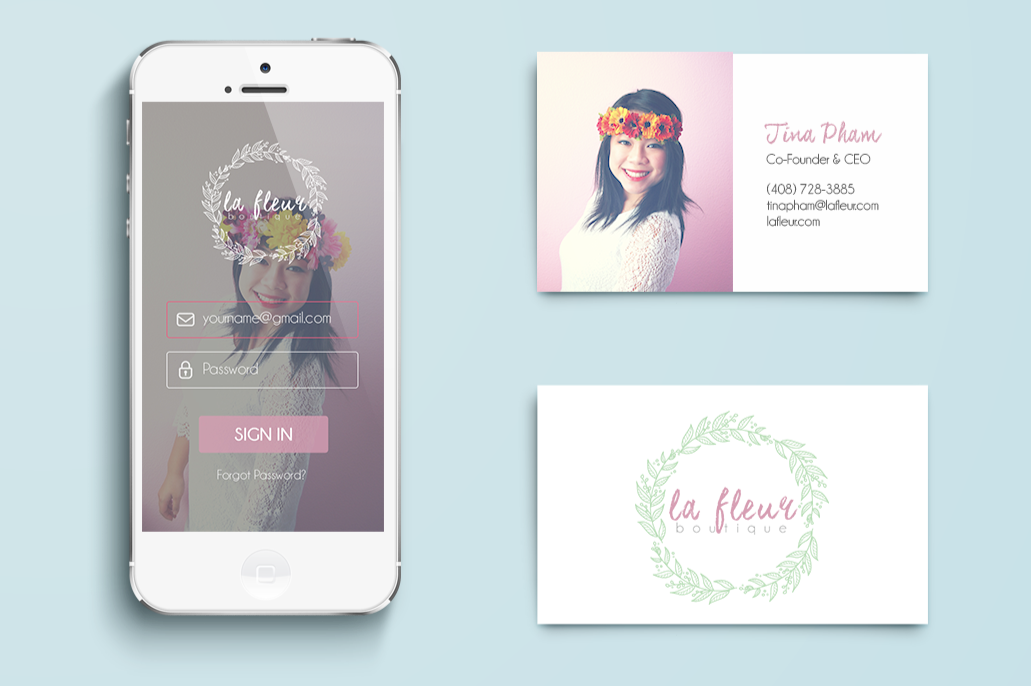 la fleur
boutique
yourname@gmail.com
Password
SIGN IN
Forgot Password?
Tina Pham
Co-Founder & CEO
(408) 728-3885
tinapham@lafleur.com
lafleur.com
la fleur
boutique